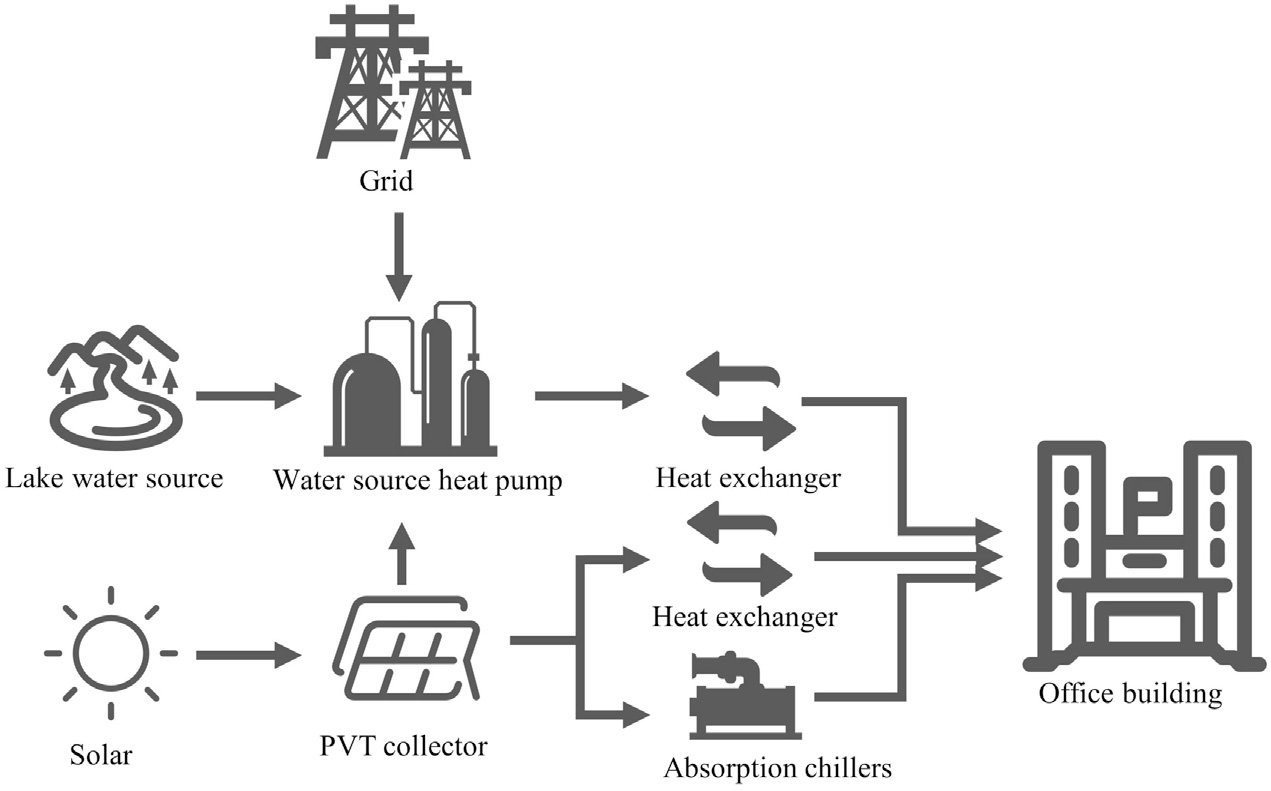 Grid
Lake water source
Water source heat pump
Heat exchanger
Heat exchanger
Office building
Solar
PVT collector
Absorption chillers